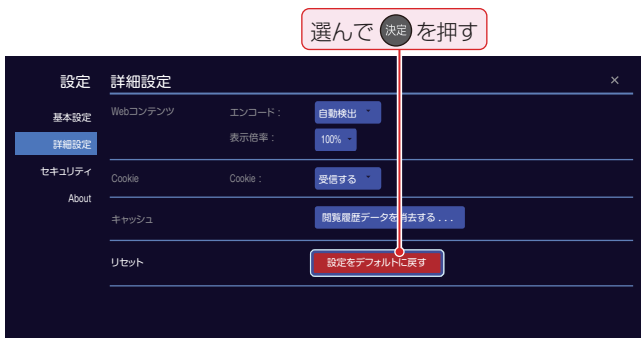 選んで 決定 を押す
設定
詳細設定
×
基本設定
詳細設定
セキュリティ
About
Webコンテンツ
エンコード :
自動検出
表示倍率 :
100%
Cookie
Cookie :
受信する
キャッシュ
閲覧履歴データを消去する . . .
リセット
設定をデフォルトに戻す